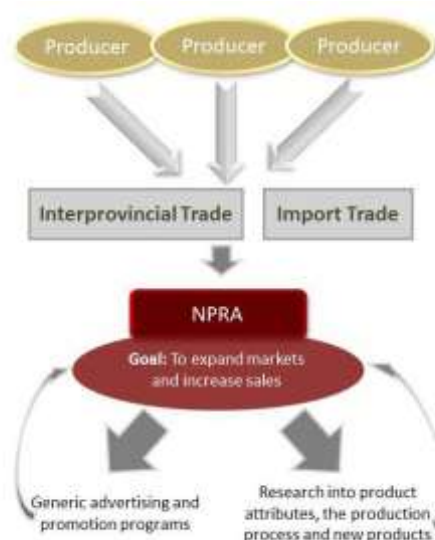 Producer
Producer
Producer
Interprovincial Trade
Import Trade
NPRA
Goal: To expand markets
and increase sales
Generic advertising and
promotion programs
Research into product
attributes, the production
process and new products